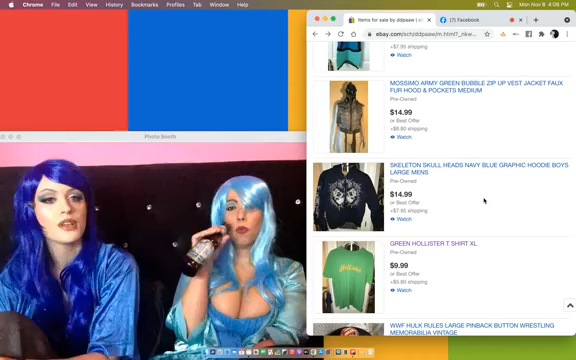 Chrome File Edit View History Bookmarks Profiles Tab Window Help
Mon Nov 8 4:08 PM
Items for sale by ddpaaw
(7) Facebook
ebay.com/sch/ddpaaw/m.html?_nkw...
+$7.95 shipping
Watch
MOSSIMO ARMY GREEN BUBBLE ZIP UP VEST JACKET FAUX
FUR HOOD & POCKETS MEDIUM
Pre-Owned
$14.99
or Best Offer
+$8.80 shipping
Watch
SKELETON SKULL HEADS NAVY BLUE GRAPHIC HOODIE BOYS
LARGE MENS
Pre-Owned
$14.99
or Best Offer
+$7.95 shipping
Watch
GREEN HOLLISTER T SHIRT XL
Pre-Owned
$9.99
or Best Offer
+$5.80 shipping
Watch
WWF HULK RULES LARGE PINBACK BUTTON WRESTLING
MEMORABILIA VINTAGE
Photo Booth